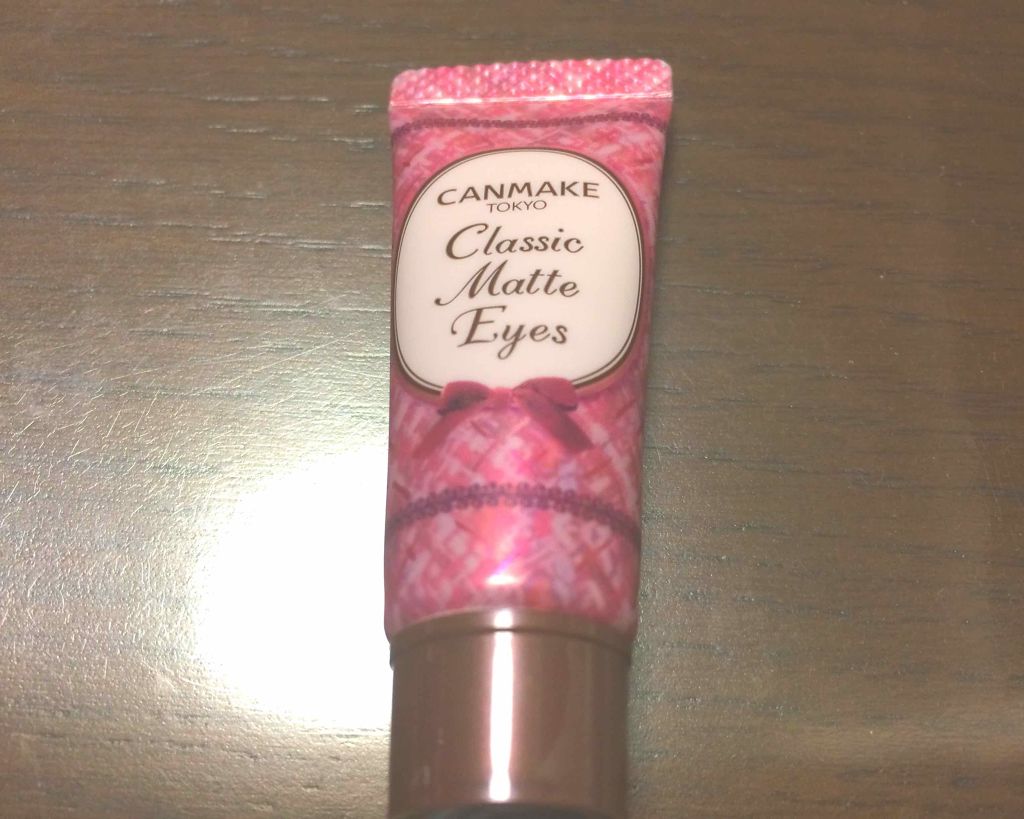 CANMAKE
TOKYO
Classic
Matte
Eyes